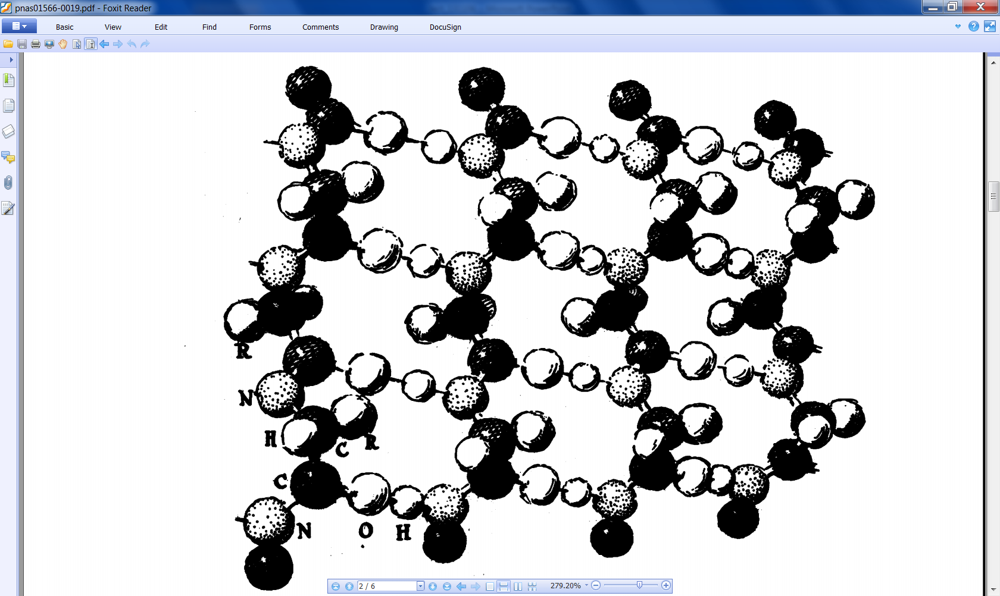 pnas01566-0019.pdf - Foxit Reader
Basic View Edit Find Forms Comments Drawing DocuSign
R
N
H C R
C
N O H
2 / 6 279.20%